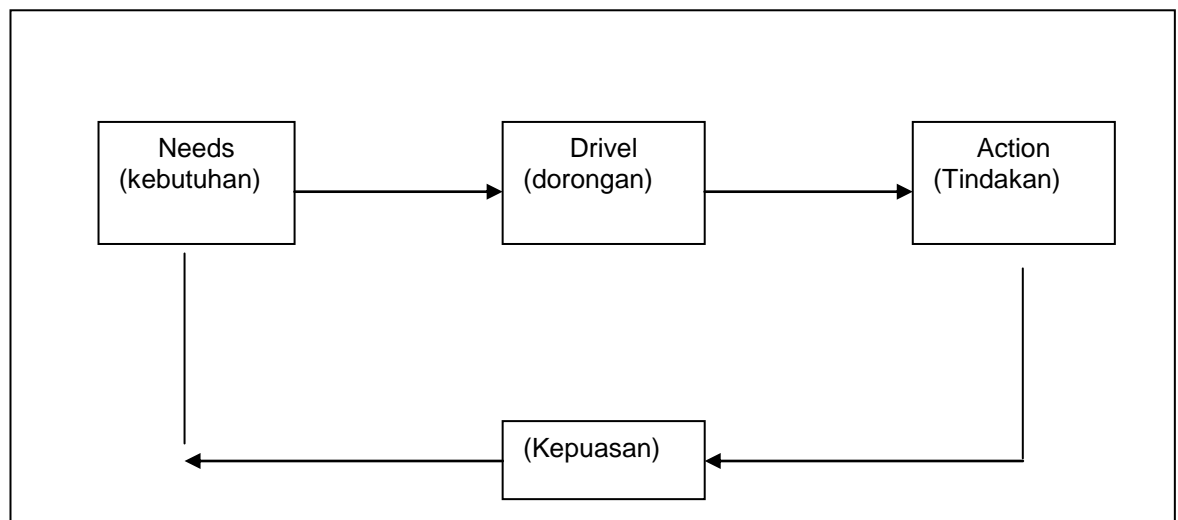 Needs
(kebutuhan)
Drivel
(dorongan)
Action
(Tindakan)
(Kepuasan)